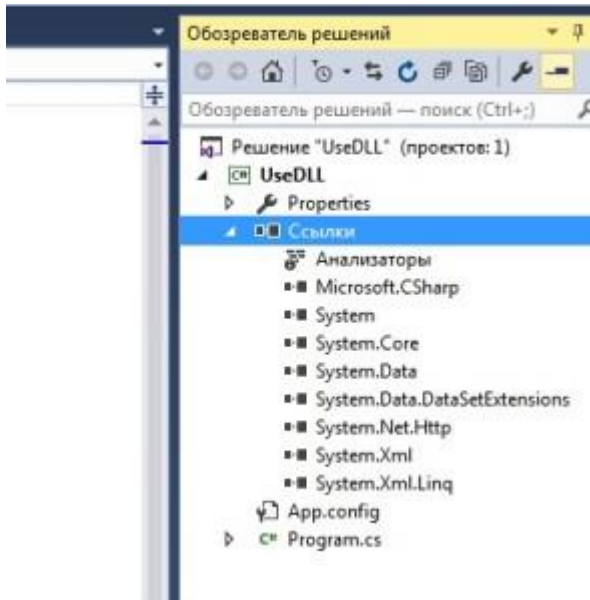 Обозреватель решений
Обозреватель решений — поиск (Ctrl+;)
Решение "UseDLL" (проектов: 1)
C# UseDLL
Properties
Ссылки
Анализаторы
Microsoft.CSharp
System
System.Core
System.Data
System.Data.DataSetExtensions
System.Net.Http
System.Xml
System.Xml.Linq
App.config
C# Program.cs